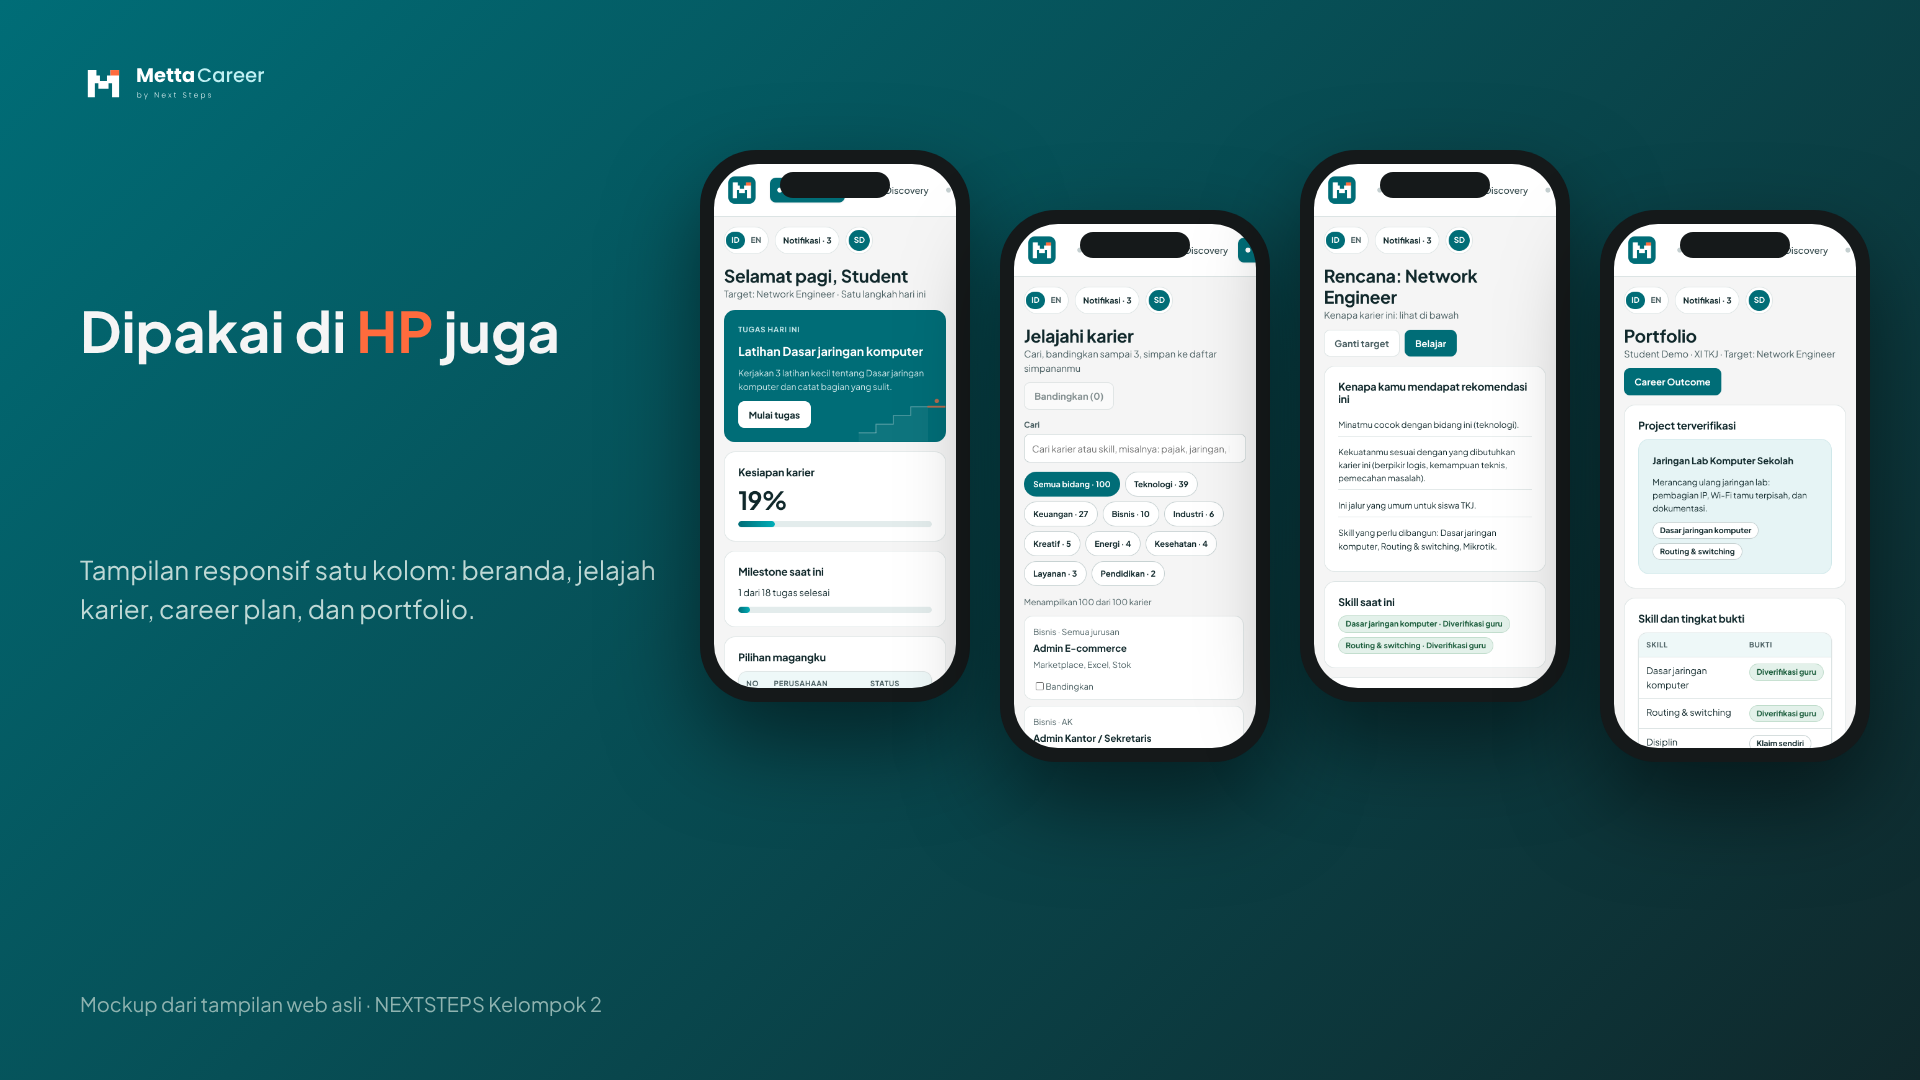 MettaCareer
by Next Steps
Dipakai di HP juga
Tampilan responsif satu kolom: beranda, jelajah
karier, career plan, dan portfolio.
Mockup dari tampilan web asli · NEXTSTEPS Kelompok 2
Discovery
ID EN Notifikasi · 3 SD
Selamat pagi, Student
Target: Network Engineer · Satu langkah hari ini
TUGAS HARI INI
Latihan Dasar jaringan komputer
Kerjakan 3 latihan kecil tentang Dasar jaringan
komputer dan catat bagian yang sulit.
Mulai tugas
Kesiapan karier
19%
Milestone saat ini
1 dari 18 tugas selesai
Pilihan magangku
NO PERUSAHAAN STATUS
Discovery
ID EN Notifikasi · 3 SD
Jelajahi karier
Cari, bandingkan sampai 3, simpan ke daftar
simpananmu
Bandingkan (0)
Cari
Cari karier atau skill, misalnya: pajak, jaringan,
Semua bidang · 100 Teknologi · 39
Keuangan · 27 Bisnis · 10 Industri · 6
Kreatif · 5 Energi · 4 Kesehatan · 4
Layanan · 3 Pendidikan · 2
Menampilkan 100 dari 100 karier
Bisnis · Semua jurusan
Admin E-commerce
Marketplace, Excel, Stok
Bandingkan
Bisnis · AK
Admin Kantor / Sekretaris
Discovery
ID EN Notifikasi · 3 SD
Rencana: Network
Engineer
Kenapa karier ini: lihat di bawah
Ganti target Belajar
Kenapa kamu mendapat rekomendasi
ini
Minatmu cocok dengan bidang ini (teknologi).
Kekuatanmu sesuai dengan yang dibutuhkan
karier ini (berpikir logis, kemampuan teknis,
pemecahan masalah).
Ini jalur yang umum untuk siswa TKJ.
Skill yang perlu dibangun: Dasar jaringan
komputer, Routing & switching, Mikrotik.
Skill saat ini
Dasar jaringan komputer · Diverifikasi guru
Routing & switching · Diverifikasi guru
Discovery
ID EN Notifikasi · 3 SD
Portfolio
Student Demo · XI TKJ · Target: Network Engineer
Career Outcome
Project terverifikasi
Jaringan Lab Komputer Sekolah
Merancang ulang jaringan lab:
pembagian IP, Wi-Fi tamu terpisah, dan
dokumentasi.
Dasar jaringan komputer
Routing & switching
Skill dan tingkat bukti
SKILL BUKTI
Dasar jaringan
komputer
Diverifikasi guru
Routing & switching Diverifikasi guru
Disiplin Klaim sendiri